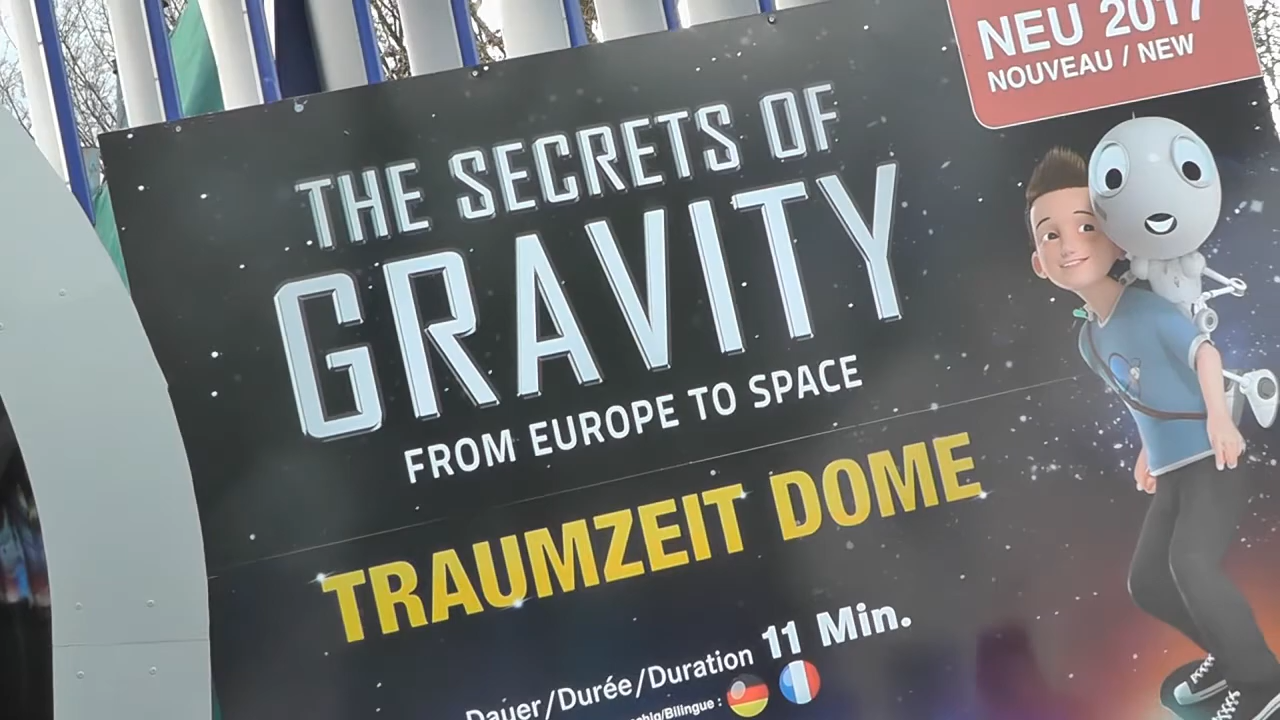 NEU 2017
NOUVEAU / NEW
THE SECRETS OF
GRAVITY
FROM EUROPE TO SPACE
TRAUMZEIT DOME
Dauer/Durée/Duration 11 Min.
/Bilingue :